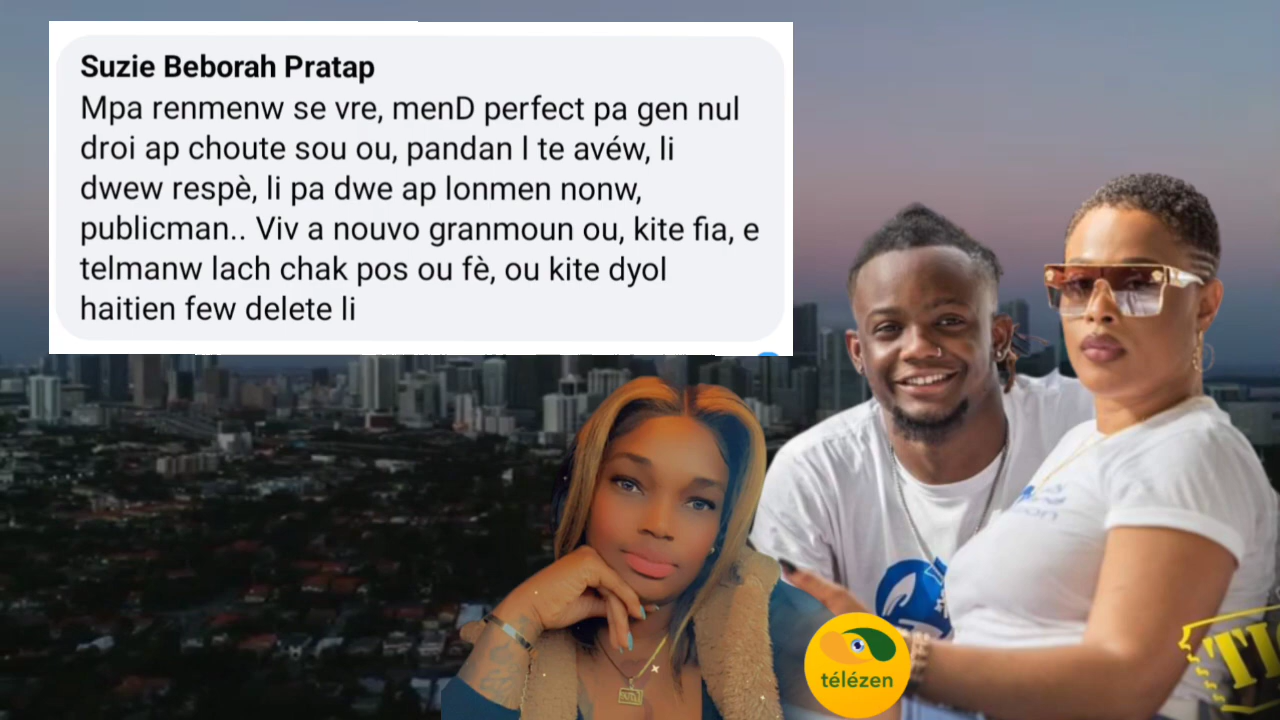 Suzie Beborah Pratap
Mpa renmenw se vre, menD perfect pa gen nul
droi ap choute sou ou, pandan l te avéw, li
dwew respè, li pa dwe ap lonmen nonw,
publicman.. Viv a nouvo granmoun ou, kite fia, e
telmanw lach chak pos ou fè, ou kite dyol
haitien few delete li
télézen